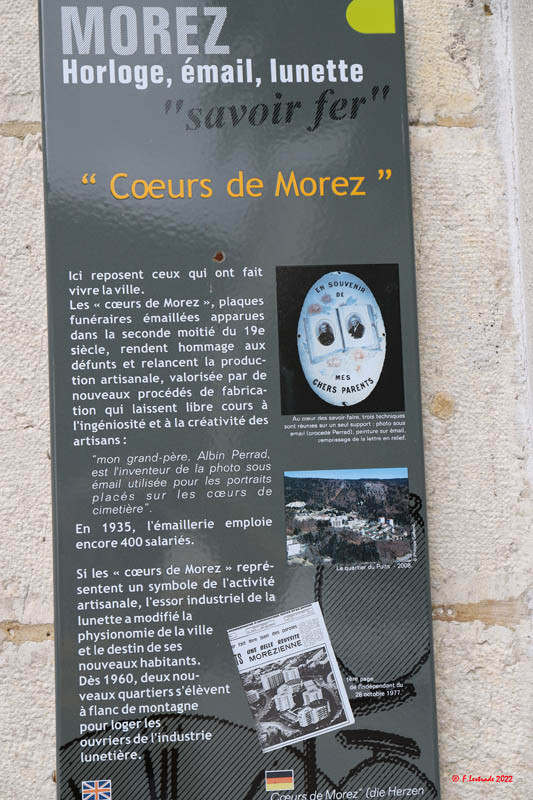 MOREZ
Horloge, émail, lunette
"savoir fer"
“ Cœurs de Morez ”
Ici reposent ceux qui ont fait
vivre la ville.
Les « cœurs de Morez », plaques
funéraires émaillées apparues
dans la seconde moitié du 19e
siècle, rendent hommage aux
défunts et relancent la produc-
tion artisanale, valorisée par de
nouveaux procédés de fabrica-
tion qui laissent libre cours à
l'ingéniosité et à la créativité des
artisans :
"mon grand-père, Albin Perrad,
est l'inventeur de la photo sous
émail utilisée pour les portraits
placés sur les cœurs de
cimetière".
En 1935, l'émaillerie emploie
encore 400 salariés.
Si les « cœurs de Morez » repré-
sentent un symbole de l'activité
artisanale, l'essor industriel de la
lunette a modifié la
physionomie de la ville
et le destin de ses
nouveaux habitants.
Dès 1960, deux nou-
veaux quartiers s'élèvent
à flanc de montagne
pour loger les
ouvriers de l'industrie
lunetière.
EN SOUVENIR
DE
MES
CHERS PARENTS
Au cœur des savoir-faire, trois techniques
sont réunies sur un seul support : photo sous
émail (procédé Perrad), peinture sur émail,
remplissage de la lettre en relief.
Le quartier du Puits - 2008.
UNE BELLE REUSSITE
MOREZIENNE
1ère page
de l'Indépendant du
28 octobre 1977.
Cœurs de Morez" (die Herzen
© F. Lestrade 2022